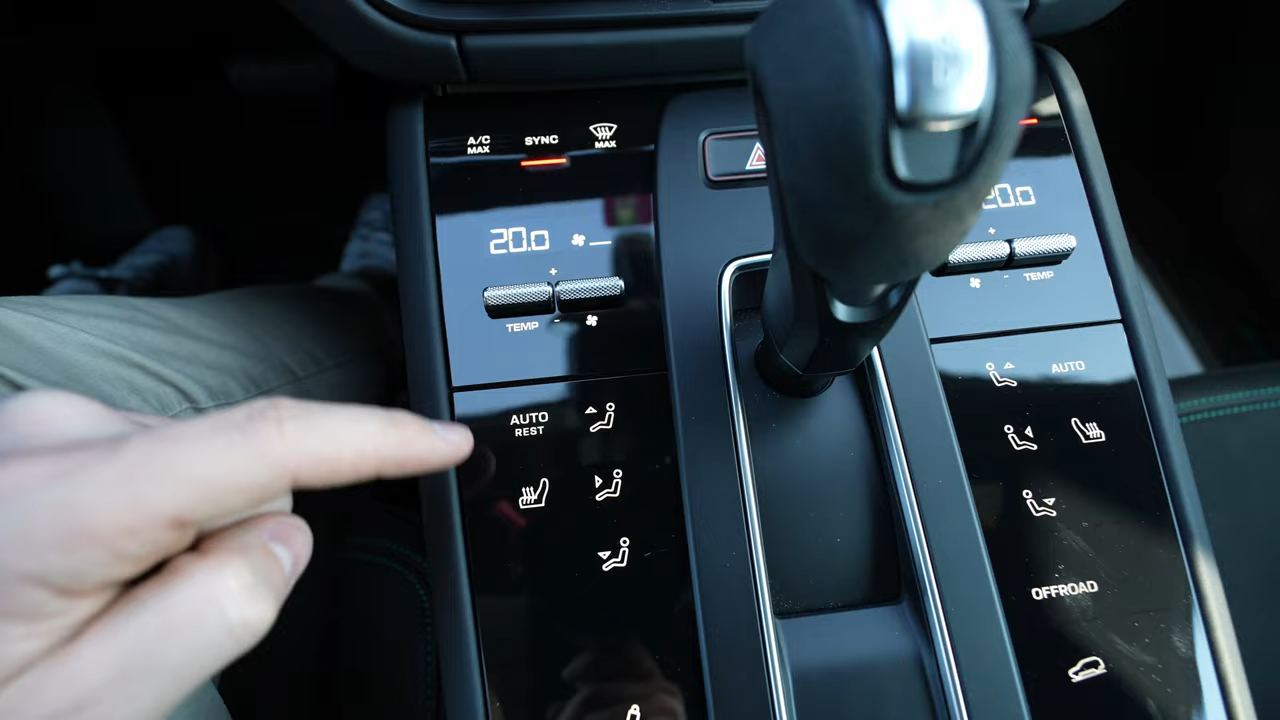 A/C
MAX
SYNC
MAX
20.0
+
TEMP
-
AUTO
REST
20.0
+
-
TEMP
AUTO
OFFROAD